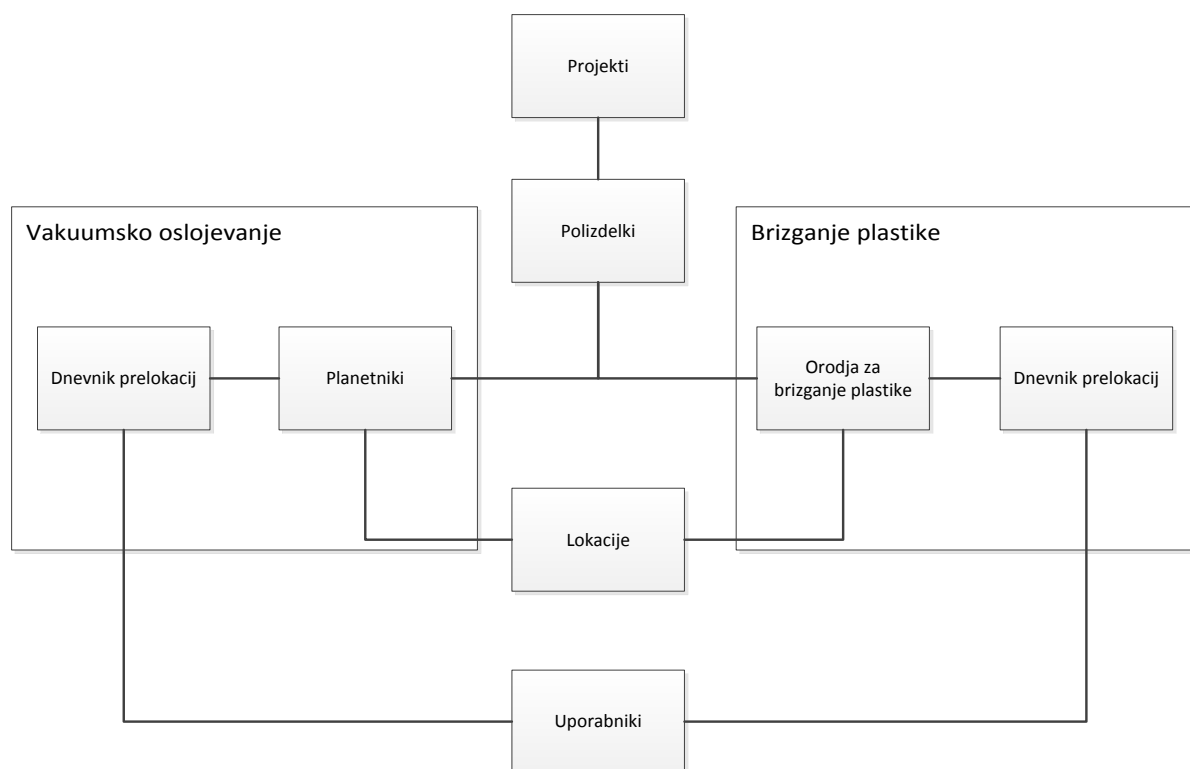 Projekti
Polizdelki
Vakuumsko oslojevanje
Brizganje plastike
Dnevnik prelokacij
Planetniki
Orodja za
brizganje plastike
Dnevnik prelokacij
Lokacije
Uporabniki